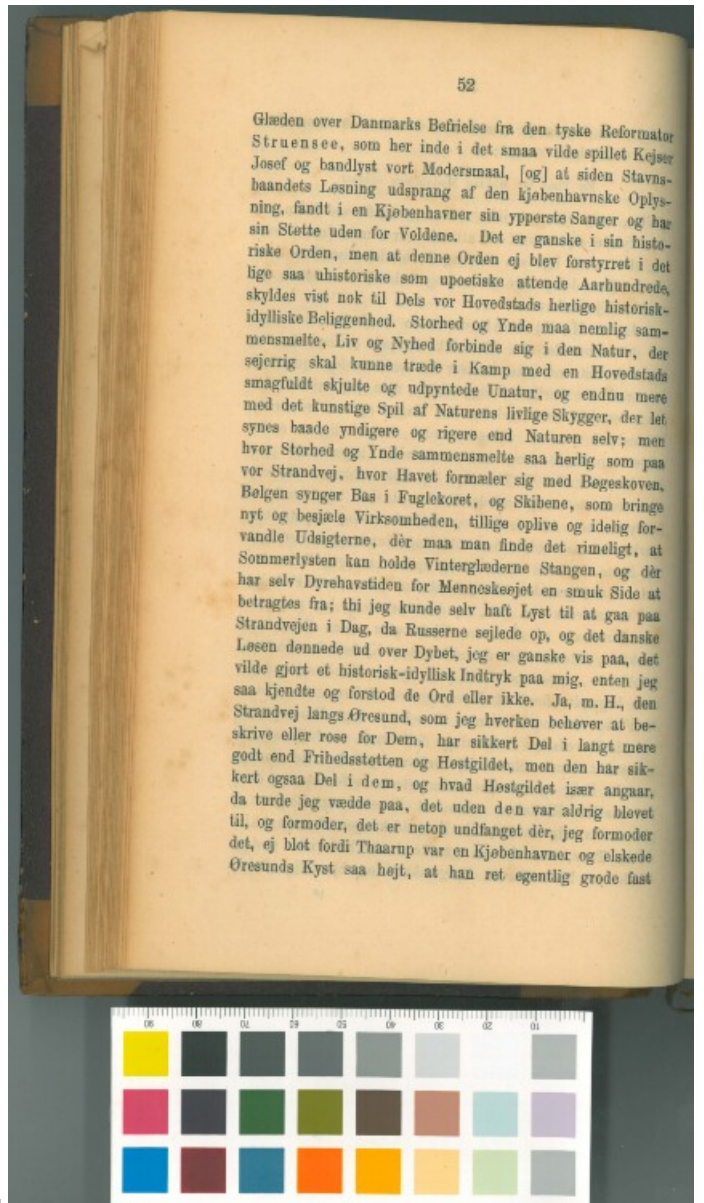 52
Glæden over Danmarks Befrielse fra den tyske Reformator
Struensee, som her inde i det smaa vilde spillet Kejser
Josef og bandlyst vort Modersmaal, [og] at siden Stavns-
baandets Løsning udsprang af den kjøbenhavnske Oplys-
ning, fandt i en Kjøbenhavner sin ypperste Sanger og har
sin Støtte uden for Voldene. Det er ganske i sin histo-
riske Orden, men at denne Orden ej blev forstyrret i det
lige saa uhistoriske som upoetiske attende Aarhundrede,
skyldes vist nok til Dels vor Hovedstads herlige historisk-
idylliske Beliggenhed. Storhed og Ynde maa nemlig sam-
mensmelte, Liv og Nyhed forbinde sig i den Natur, der
sejerrig skal kunne træde i Kamp med en Hovedstads
smagfuldt skjulte og udpyntede Unatur, og endnu mere
med det kunstige Spil af Naturens livlige Skygger, der let
synes baade yndigere og rigere end Naturen selv; men
hvor Storhed og Ynde sammensmelte saa herlig som paa
vor Strandvej, hvor Havet formæler sig med Bøgeskoven,
Bølgen synger Bas i Fuglekoret, og Skibene, som bringe
nyt og besjæle Virksomheden, tillige oplive og idelig for-
vandle Udsigterne, dèr maa man finde det rimeligt, at
Sommerlysten kan holde Vinterglæderne Stangen, og dèr
har selv Dyrehavstiden for Menneskeøjet en smuk Side at
betragtes fra; thi jeg kunde selv haft Lyst til at gaa paa
Strandvejen i Dag, da Russerne sejlede op, og det danske
Løsen dønnede ud over Dybet, jeg er ganske vis paa, det
vilde gjort et historisk-idyllisk Indtryk paa mig, enten jeg
saa kjendte og forstod de Ord eller ikke. Ja, m. H., den
Strandvej langs Øresund, som jeg hverken behøver at be-
skrive eller rose for Dem, har sikkert Del i langt mere
godt end Frihedsstøtten og Høstgildet, men den har sik-
kert ogsaa Del i dem, og hvad Høstgildet især angaar,
da turde jeg vædde paa, det uden den var aldrig blevet
til, og formoder, det er netop undfanget dèr, jeg formoder
det, ej blot fordi Thaarup var en Kjøbenhavner og elskede
Øresunds Kyst saa højt, at han ret egentlig grode fast
90 80 70 60 50 40 30 20 10